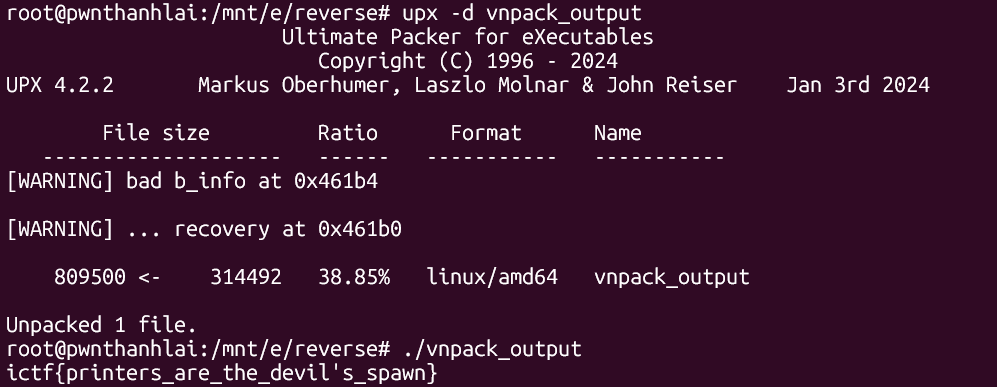 root@pwnthanhlai:/mnt/e/reverse# upx -d vnpack_output
                       Ultimate Packer for eXecutables
                          Copyright (C) 1996 - 2024
UPX 4.2.2       Markus Oberhumer, Laszlo Molnar & John Reiser    Jan 3rd 2024

        File size         Ratio      Format      Name
   --------------------   ------   -----------   -----------
[WARNING] bad b_info at 0x461b4

[WARNING] ... recovery at 0x461b0

    809500 <-    314492   38.85%   linux/amd64   vnpack_output

Unpacked 1 file.
root@pwnthanhlai:/mnt/e/reverse# ./vnpack_output
ictf{printers_are_the_devil's_spawn}